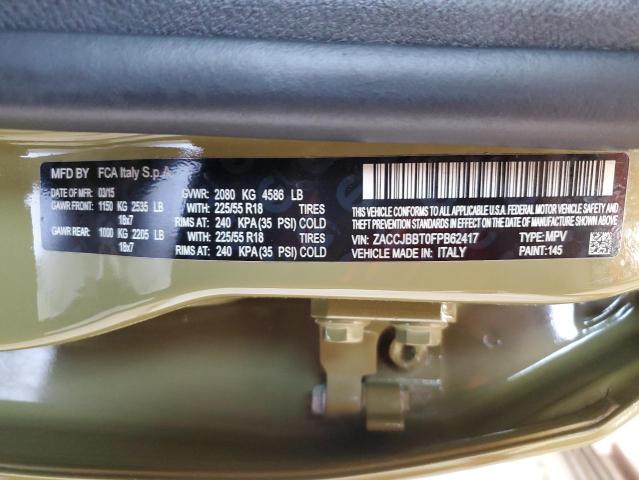 MFD BY FCA Italy S.p.A
DATE OF MFR: 03/15 GVWR: 2080 KG 4586 LB
GAWR FRONT: 1150 KG 2535 LB WITH: 225/55 R18 TIRES
18x7 RIMS AT: 240 KPA(35 PSI) COLD
GAWR REAR: 1000 KG 2205 LB WITH: 225/55 R18 TIRES
18x7 RIMS AT: 240 KPA(35 PSI) COLD
THIS VEHICLE CONFORMS TO ALL APPLICABLE U.S.A. FEDERAL MOTOR VEHICLE SAFETY AND
THEFT PREVENTION STANDARDS IN EFFECT ON THE DATE OF MANUFACTURE SHOWN ABOVE
VIN: ZACCJBBT0FPB62417 TYPE: MPV
VEHICLE MADE IN: ITALY PAINT: 145